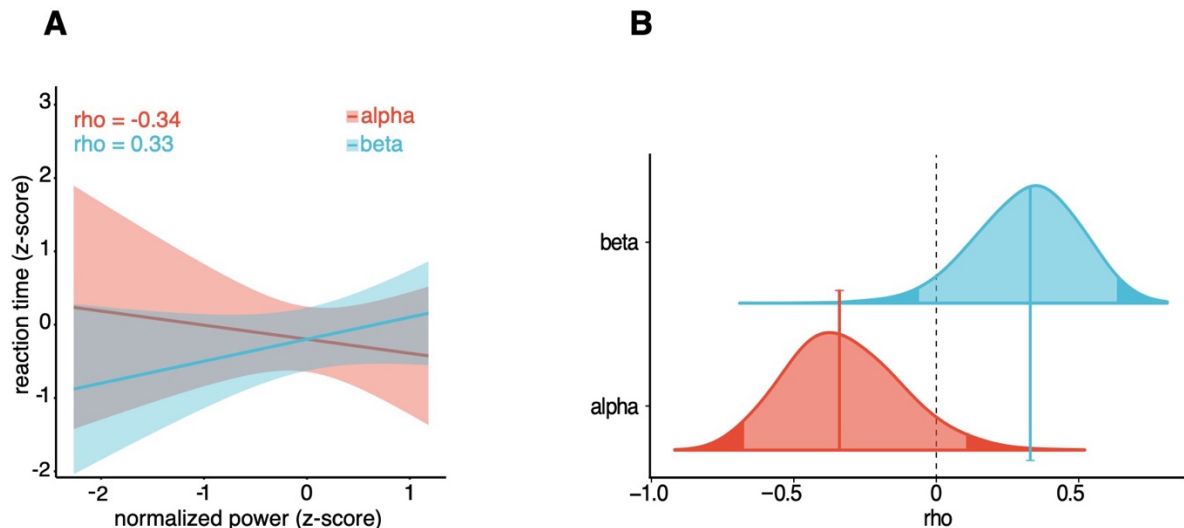 A
rho = -0.34
rho = 0.33
alpha
beta
reaction time (z-score)
3
2
1
0
-1
-2
-2 -1 0 1
normalized power (z-score)
B
beta
alpha
−1.0 −0.5 0 0.5
rho